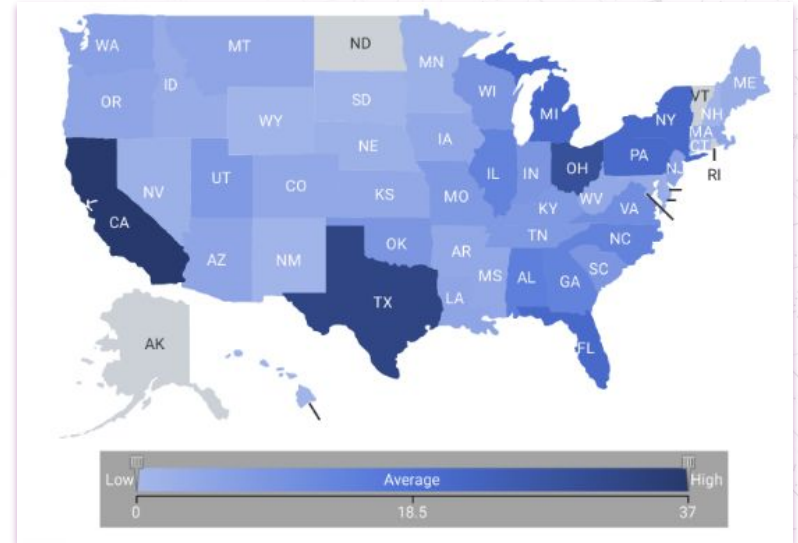 WA
MT
ND
MN
ME
OR
ID
SD
WI
MI
VT
NH
NY
MA
CT
RI
WY
IA
NE
PA
NJ
NV
UT
CO
KS
MO
IL
IN
OH
WV
VA
KY
CA
AZ
NM
OK
AR
TN
NC
SC
TX
LA
MS
AL
GA
FL
AK
Low Average High
0 18.5 37